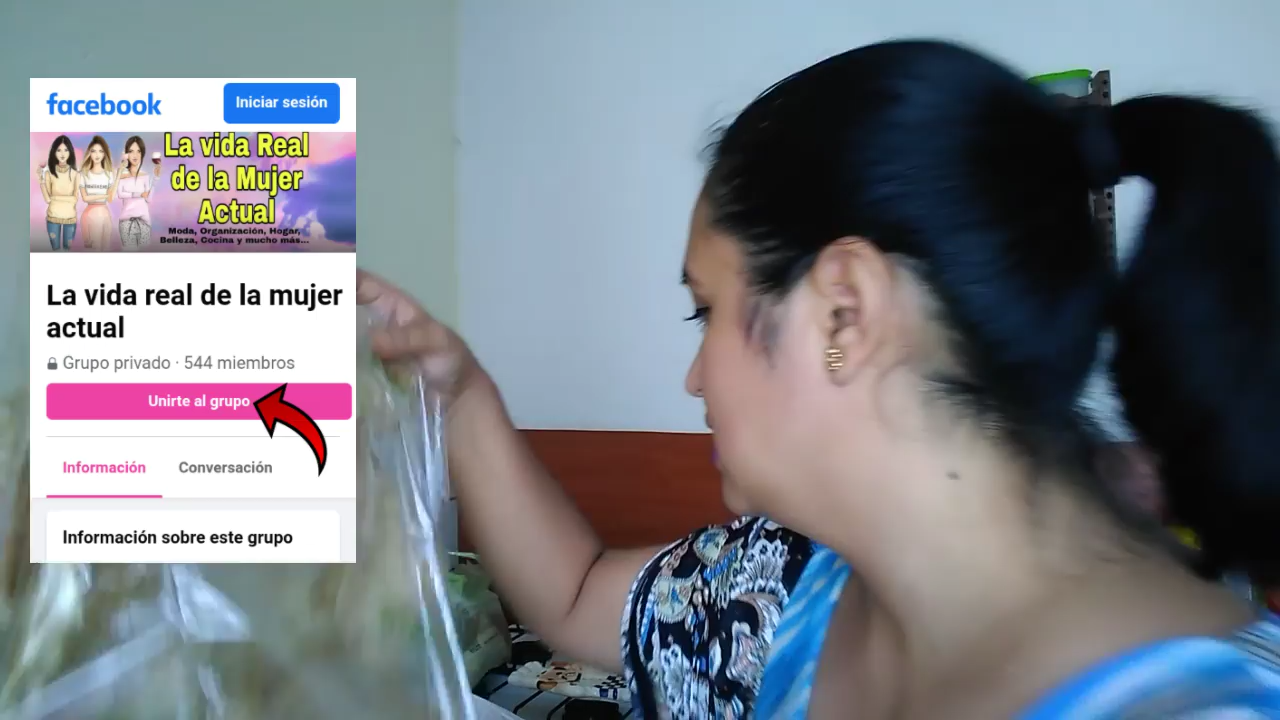 facebook
Iniciar sesión
La vida Real
de la Mujer
Actual
Moda, Organización, Hogar,
Belleza, Cocina y mucho más...
La vida real de la mujer
actual
Grupo privado · 544 miembros
Unirte al grupo
Información
Conversación
Información sobre este grupo